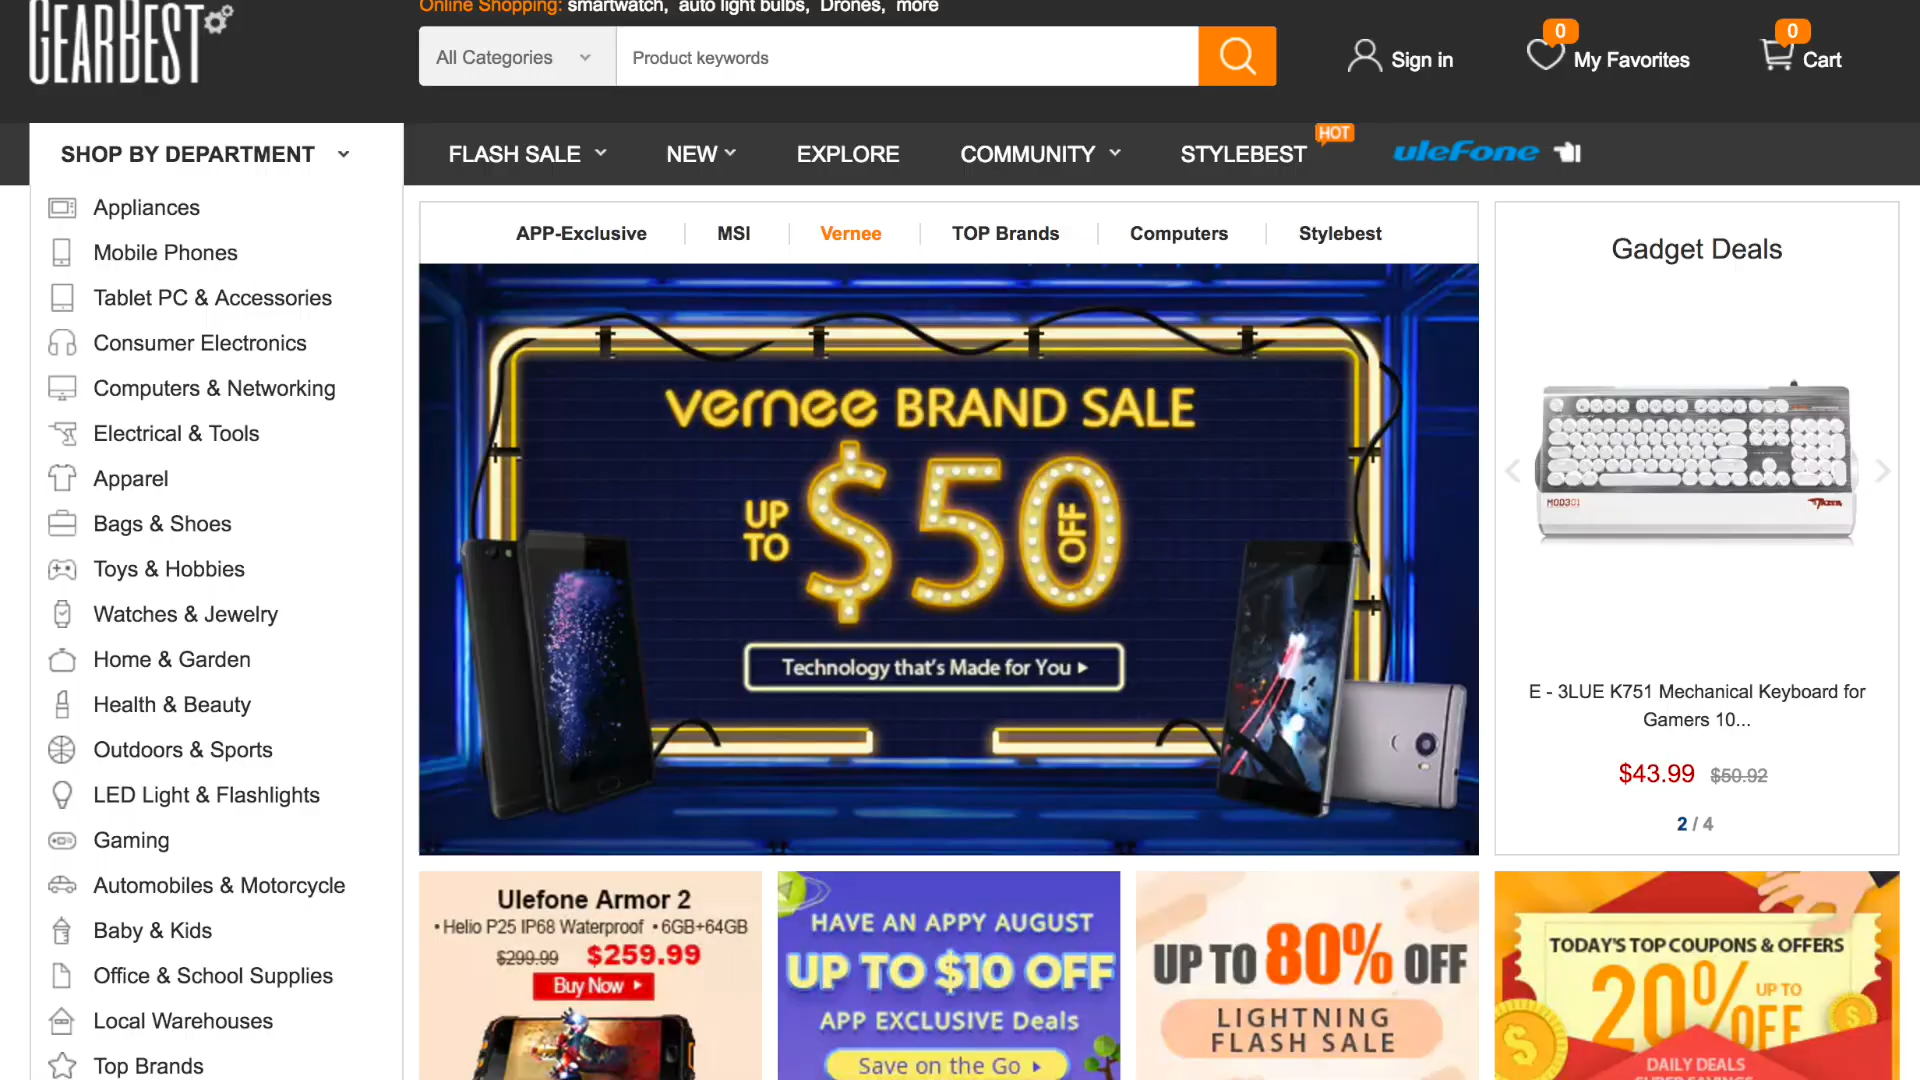 GEARBEST
Online Shopping: smartwatch, auto light bulbs, Drones, more
All Categories
Product keywords
Sign in
0
My Favorites
0
Cart
SHOP BY DEPARTMENT
FLASH SALE
NEW
EXPLORE
COMMUNITY
STYLEBEST
HOT
uleFone
Appliances
Mobile Phones
Tablet PC & Accessories
Consumer Electronics
Computers & Networking
Electrical & Tools
Apparel
Bags & Shoes
Toys & Hobbies
Watches & Jewelry
Home & Garden
Health & Beauty
Outdoors & Sports
LED Light & Flashlights
Gaming
Automobiles & Motorcycle
Baby & Kids
Office & School Supplies
Local Warehouses
Top Brands
APP-Exclusive
MSI
Vernee
TOP Brands
Computers
Stylebest
vernee BRAND SALE
UP TO $50 OFF
Technology that's Made for You
Gadget Deals
MOD301
E - 3LUE K751 Mechanical Keyboard for
Gamers 10...
$43.99 $50.92
2 / 4
Ulefone Armor 2
• Helio P25 IP68 Waterproof • 6GB+64GB
$299.99 $259.99
Buy Now
HAVE AN APPY AUGUST
UP TO $10 OFF
APP EXCLUSIVE Deals
Save on the Go
UP TO 80% OFF
LIGHTNING
FLASH SALE
TODAY'S TOP COUPONS & OFFERS
UP TO
20% OFF
DAILY DEALS
SUPER SAVINGS